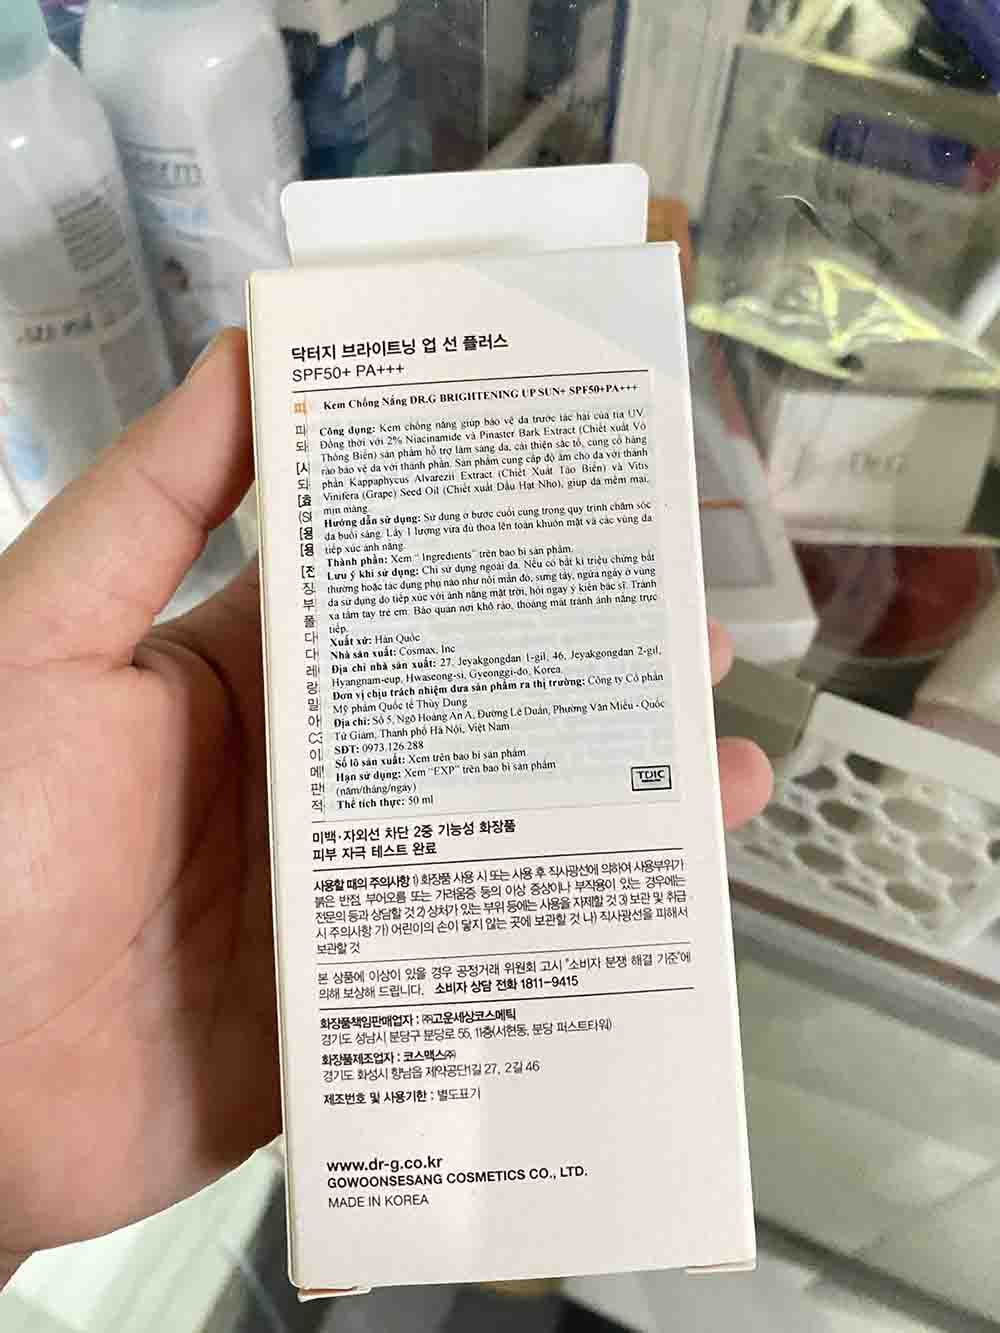 erm
Dr.G
닥터지 브라이트닝 업 선 플러스
SPF50+ PA+++
Kem Chống Nắng DR.G BRIGHTENING UP SUN+ SPF50+PA+++
Công dụng: Kem chống nắng giúp bảo vệ da trước tác hại của tia UV.
Đồng thời với 2% Niacinamide và Pinaster Bark Extract (Chiết xuất Vỏ
Thông Biển) sản phẩm hỗ trợ làm sáng da, cải thiện sắc tố, củng cố hàng
rào bảo vệ da với thành phần. Sản phẩm cung cấp độ ẩm cho da với thành
phần Kappaphycus Alvarezii Extract (Chiết Xuất Tảo Biển) và Vitis
Vinifera (Grape) Seed Oil (Chiết xuất Dầu Hạt Nho), giúp da mềm mại,
mịn màng.
Hướng dẫn sử dụng: Sử dụng ở bước cuối cùng trong quy trình chăm sóc
da buổi sáng. Lấy 1 lượng vừa đủ thoa lên toàn khuôn mặt và các vùng da
tiếp xúc ánh nắng.
Thành phần: Xem " Ingredients" trên bao bì sản phẩm.
Lưu ý khi sử dụng: Chỉ sử dụng ngoài da. Nếu có bất kì triệu chứng bất
thường hoặc tác dụng phụ nào như nổi mẩn đỏ, sưng tấy, ngứa ngáy ở vùng
da sử dụng do tiếp xúc với ánh nắng mặt trời, hỏi ngay ý kiến bác sĩ. Tránh
xa tầm tay trẻ em. Bảo quản nơi khô ráo, thoáng mát tránh ánh nắng trực
tiếp.
Xuất xứ: Hàn Quốc
Nhà sản xuất: Cosmax, Inc
Địa chỉ nhà sản xuất: 27, Jeyakgongdan 1-gil, 46, Jeyakgongdan 2-gil,
Hyangnam-eup, Hwaseong-si, Gyeonggi-do, Korea
Đơn vị chịu trách nhiệm đưa sản phẩm ra thị trường: Công ty Cổ phần
Mỹ phẩm Quốc tế Thùy Dung
Địa chỉ: Số 5, Ngõ Hoàng An A, Đường Lê Duẩn, Phường Văn Miếu - Quốc
Tử Giám, Thành phố Hà Nội, Việt Nam
SĐT: 0973.126.288
Số lô sản xuất: Xem trên bao bì sản phẩm
Hạn sử dụng: Xem "EXP" trên bao bì sản phẩm
(năm/tháng/ngày)
Thể tích thực: 50 ml
TDIC
미백·자외선 차단 2중 기능성 화장품
피부 자극 테스트 완료
사용할 때의 주의사항 1) 화장품 사용 시 또는 사용 후 직사광선에 의하여 사용부위가
붉은 반점, 부어오름 또는 가려움증 등의 이상 증상이나 부작용이 있는 경우에는
전문의 등과 상담할 것 2) 상처가 있는 부위 등에는 사용을 자제할 것 3) 보관 및 취급
시 주의사항 가) 어린이의 손이 닿지 않는 곳에 보관할 것 나) 직사광선을 피해서
보관할 것
본 상품에 이상이 있을 경우 공정거래 위원회 고시 "소비자 분쟁 해결 기준"에
의해 보상해 드립니다. 소비자 상담 전화 1811-9415
화장품책임판매업자 : ㈜고운세상코스메틱
경기도 성남시 분당구 분당로 55, 11층(서현동, 분당 퍼스트타워)
화장품제조업자 : 코스맥스㈜
경기도 화성시 향남읍 제약공단1길 27, 2길 46
제조번호 및 사용기한 : 별도표기
www.dr-g.co.kr
GOWOONSESANG COSMETICS CO., LTD.
MADE IN KOREA